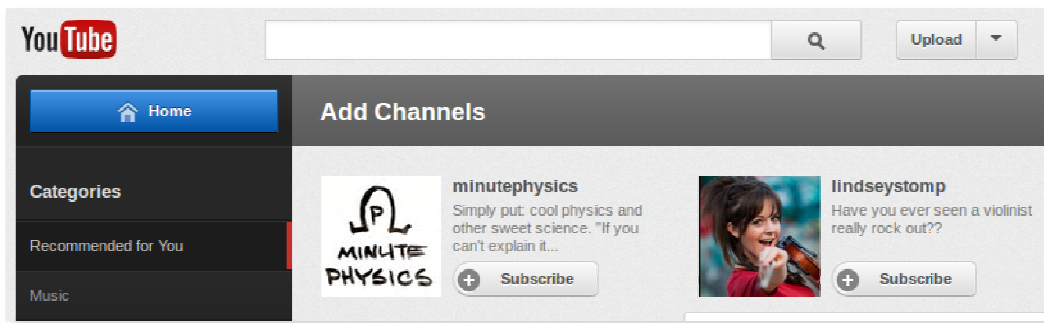 YouTube
Upload
Home
Add Channels
Categories
Recommended for You
Music
P
MINUTE
PHYSICS
minutephysics
Simply put: cool physics and
other sweet science. "If you
can't explain it...
Subscribe
lindseystomp
Have you ever seen a violinist
really rock out??
Subscribe